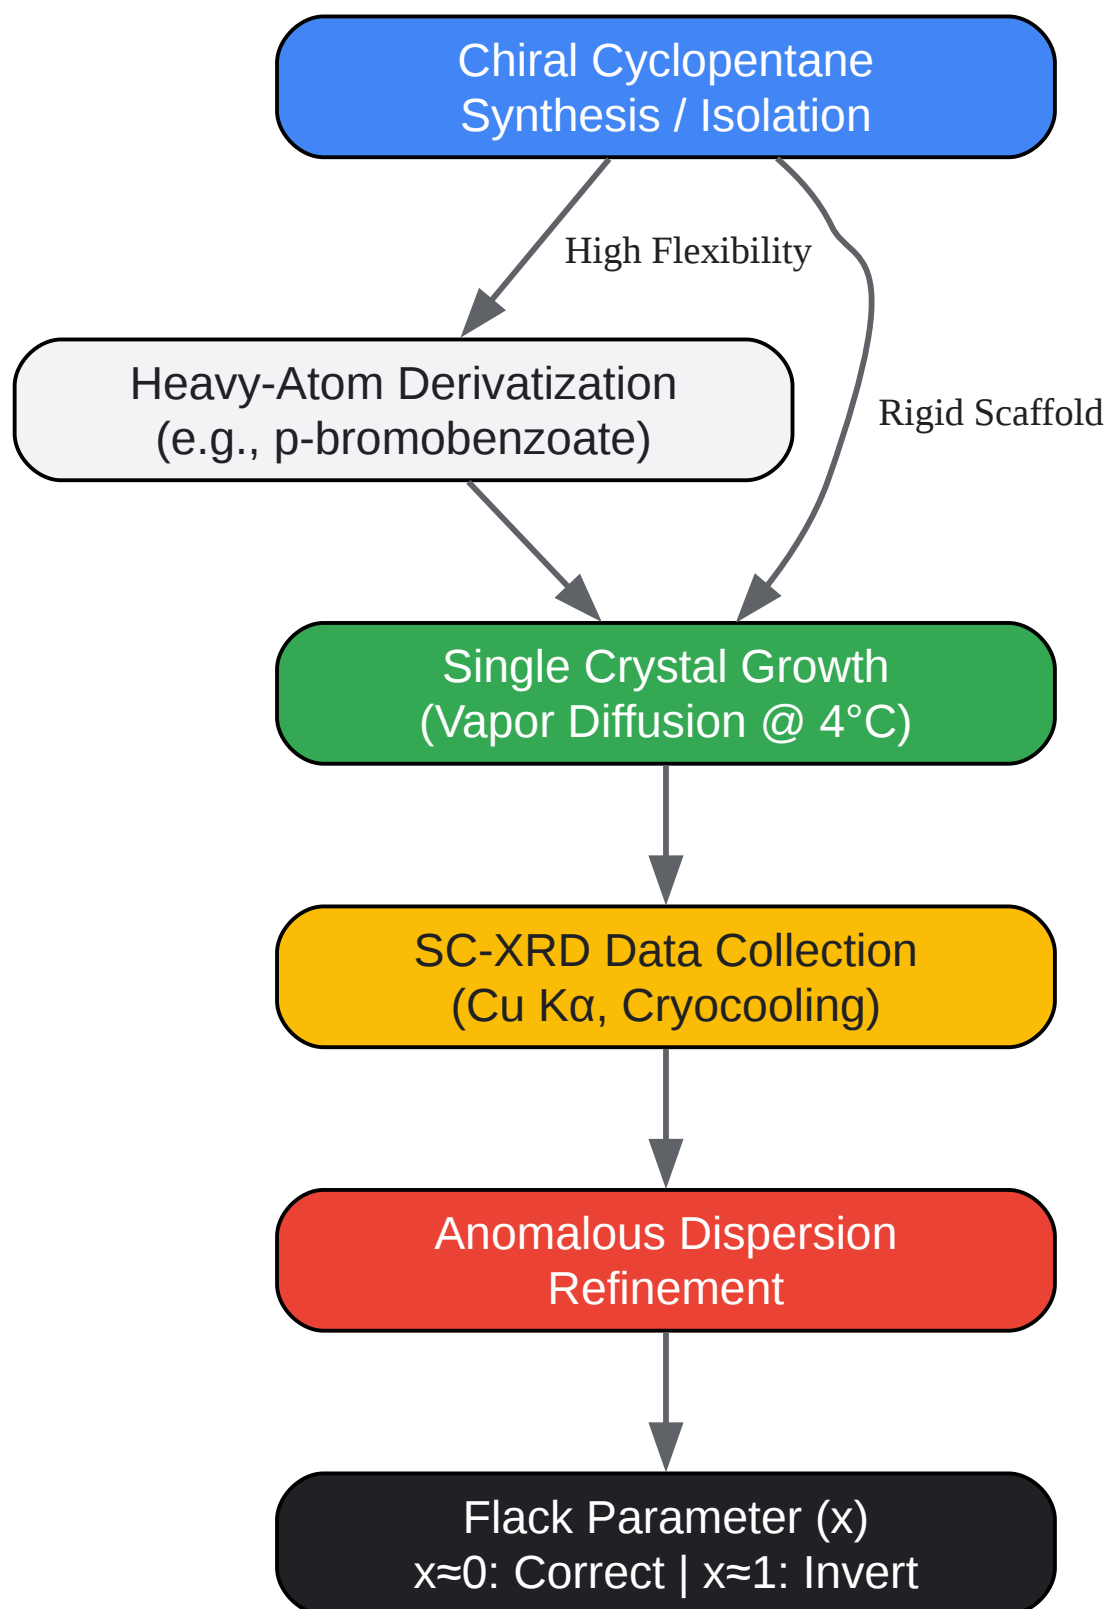 Chiral Cyclopentane
Synthesis / Isolation
High Flexibility
Heavy-Atom Derivatization
(e.g., p-bromobenzoate)
Rigid Scaffold
Single Crystal Growth
(Vapor Diffusion @ 4°C)
SC-XRD Data Collection
(Cu Kα, Cryocooling)
Anomalous Dispersion
Refinement
Flack Parameter (x)
x≈0: Correct | x≈1: Invert